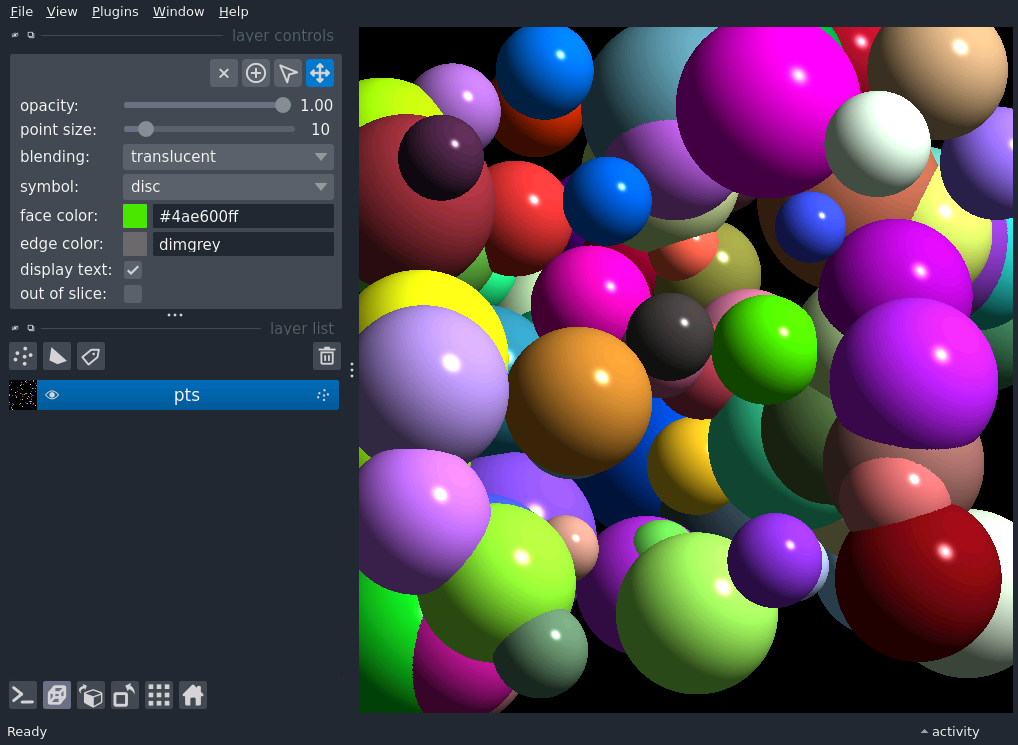 File View Plugins Window Help
layer controls
opacity: 1.00
point size: 10
blending: translucent
symbol: disc
face color: #4ae600ff
edge color: dimgrey
display text:
out of slice:
layer list
pts
Ready activity